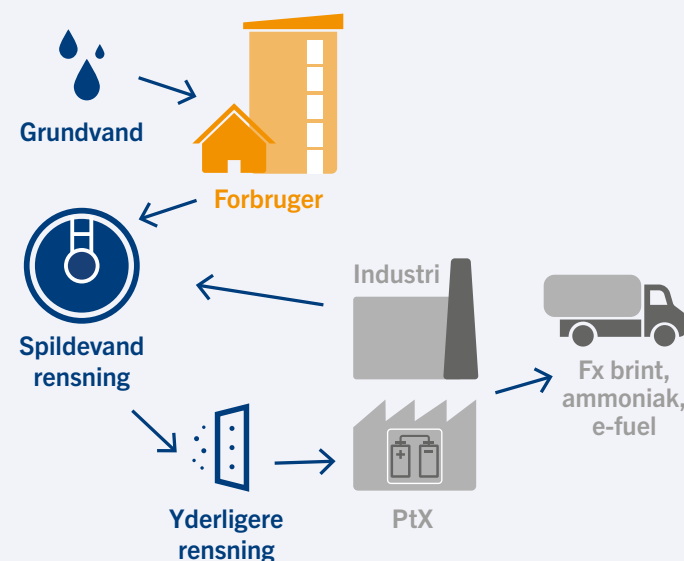 Grundvand
Forbruger
Industri
Spildevand
rensning
Fx brint,
ammoniak,
e-fuel
Yderligere
rensning
PtX